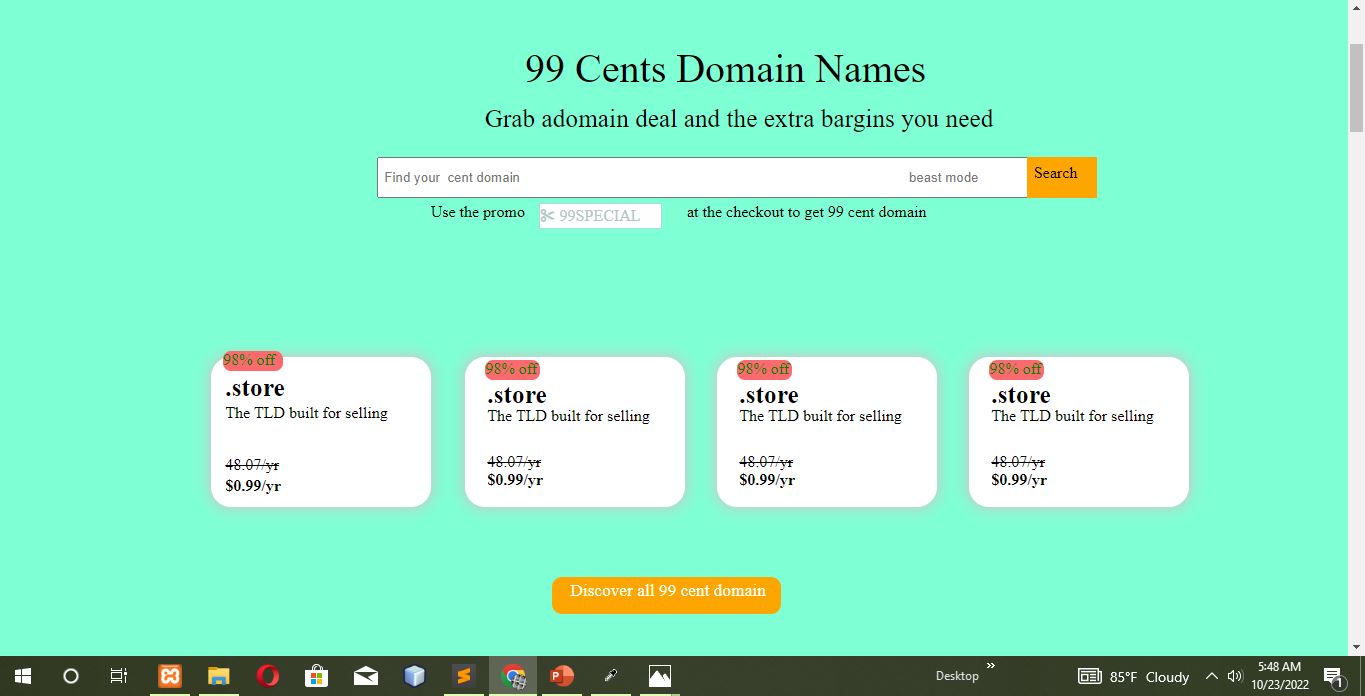 99 Cents Domain Names
Grab adomain deal and the extra bargins you need
Find your  cent domain beast mode Search
Use the promo 99SPECIAL at the checkout to get 99 cent domain
98% off
.store
The TLD built for selling
48.07/yr
$0.99/yr
98% off
.store
The TLD built for selling
48.07/yr
$0.99/yr
98% off
.store
The TLD built for selling
48.07/yr
$0.99/yr
98% off
.store
The TLD built for selling
48.07/yr
$0.99/yr
Discover all 99 cent domain
Desktop » 85°F Cloudy 5:48 AM
10/23/2022 1